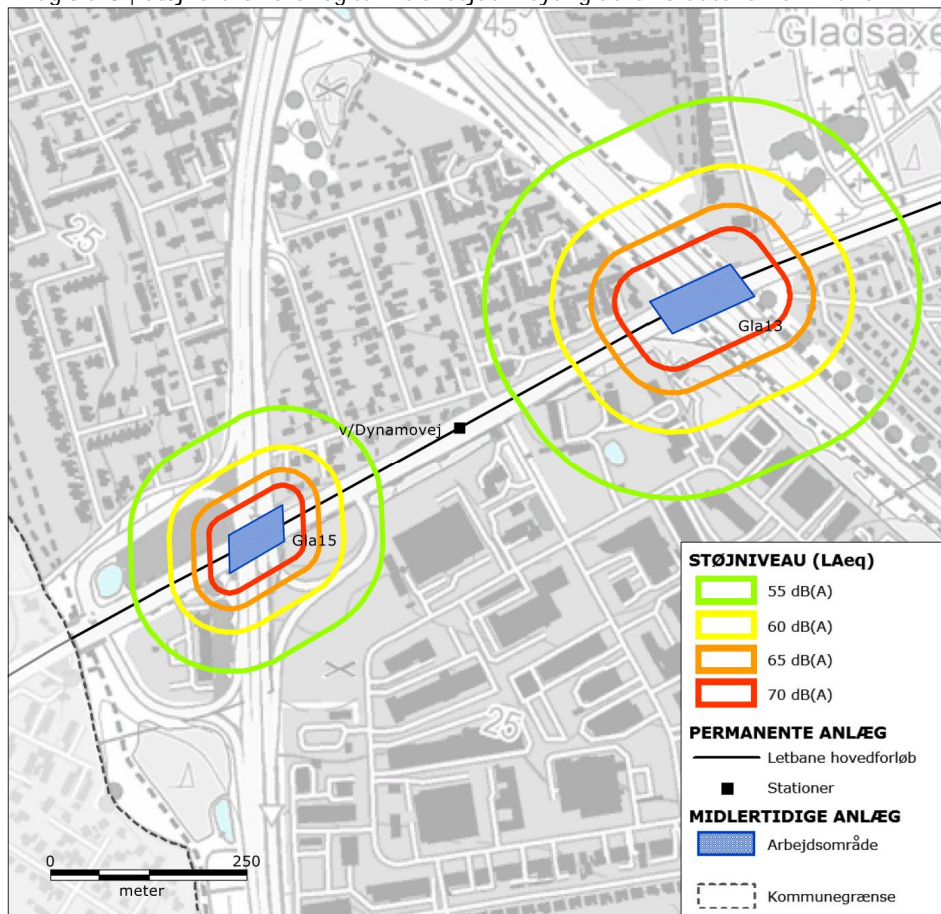 45
Gladsaxe
25
Gla13
v/Dynamovej
Gla15
25
STØJNIVEAU (LAeq)
55 dB(A)
60 dB(A)
65 dB(A)
70 dB(A)
PERMANENTE ANLÆG
Letbane hovedforløb
Stationer
MIDLERTIDIGE ANLÆG
Arbejdsområde
Kommunegrænse
0 250
meter